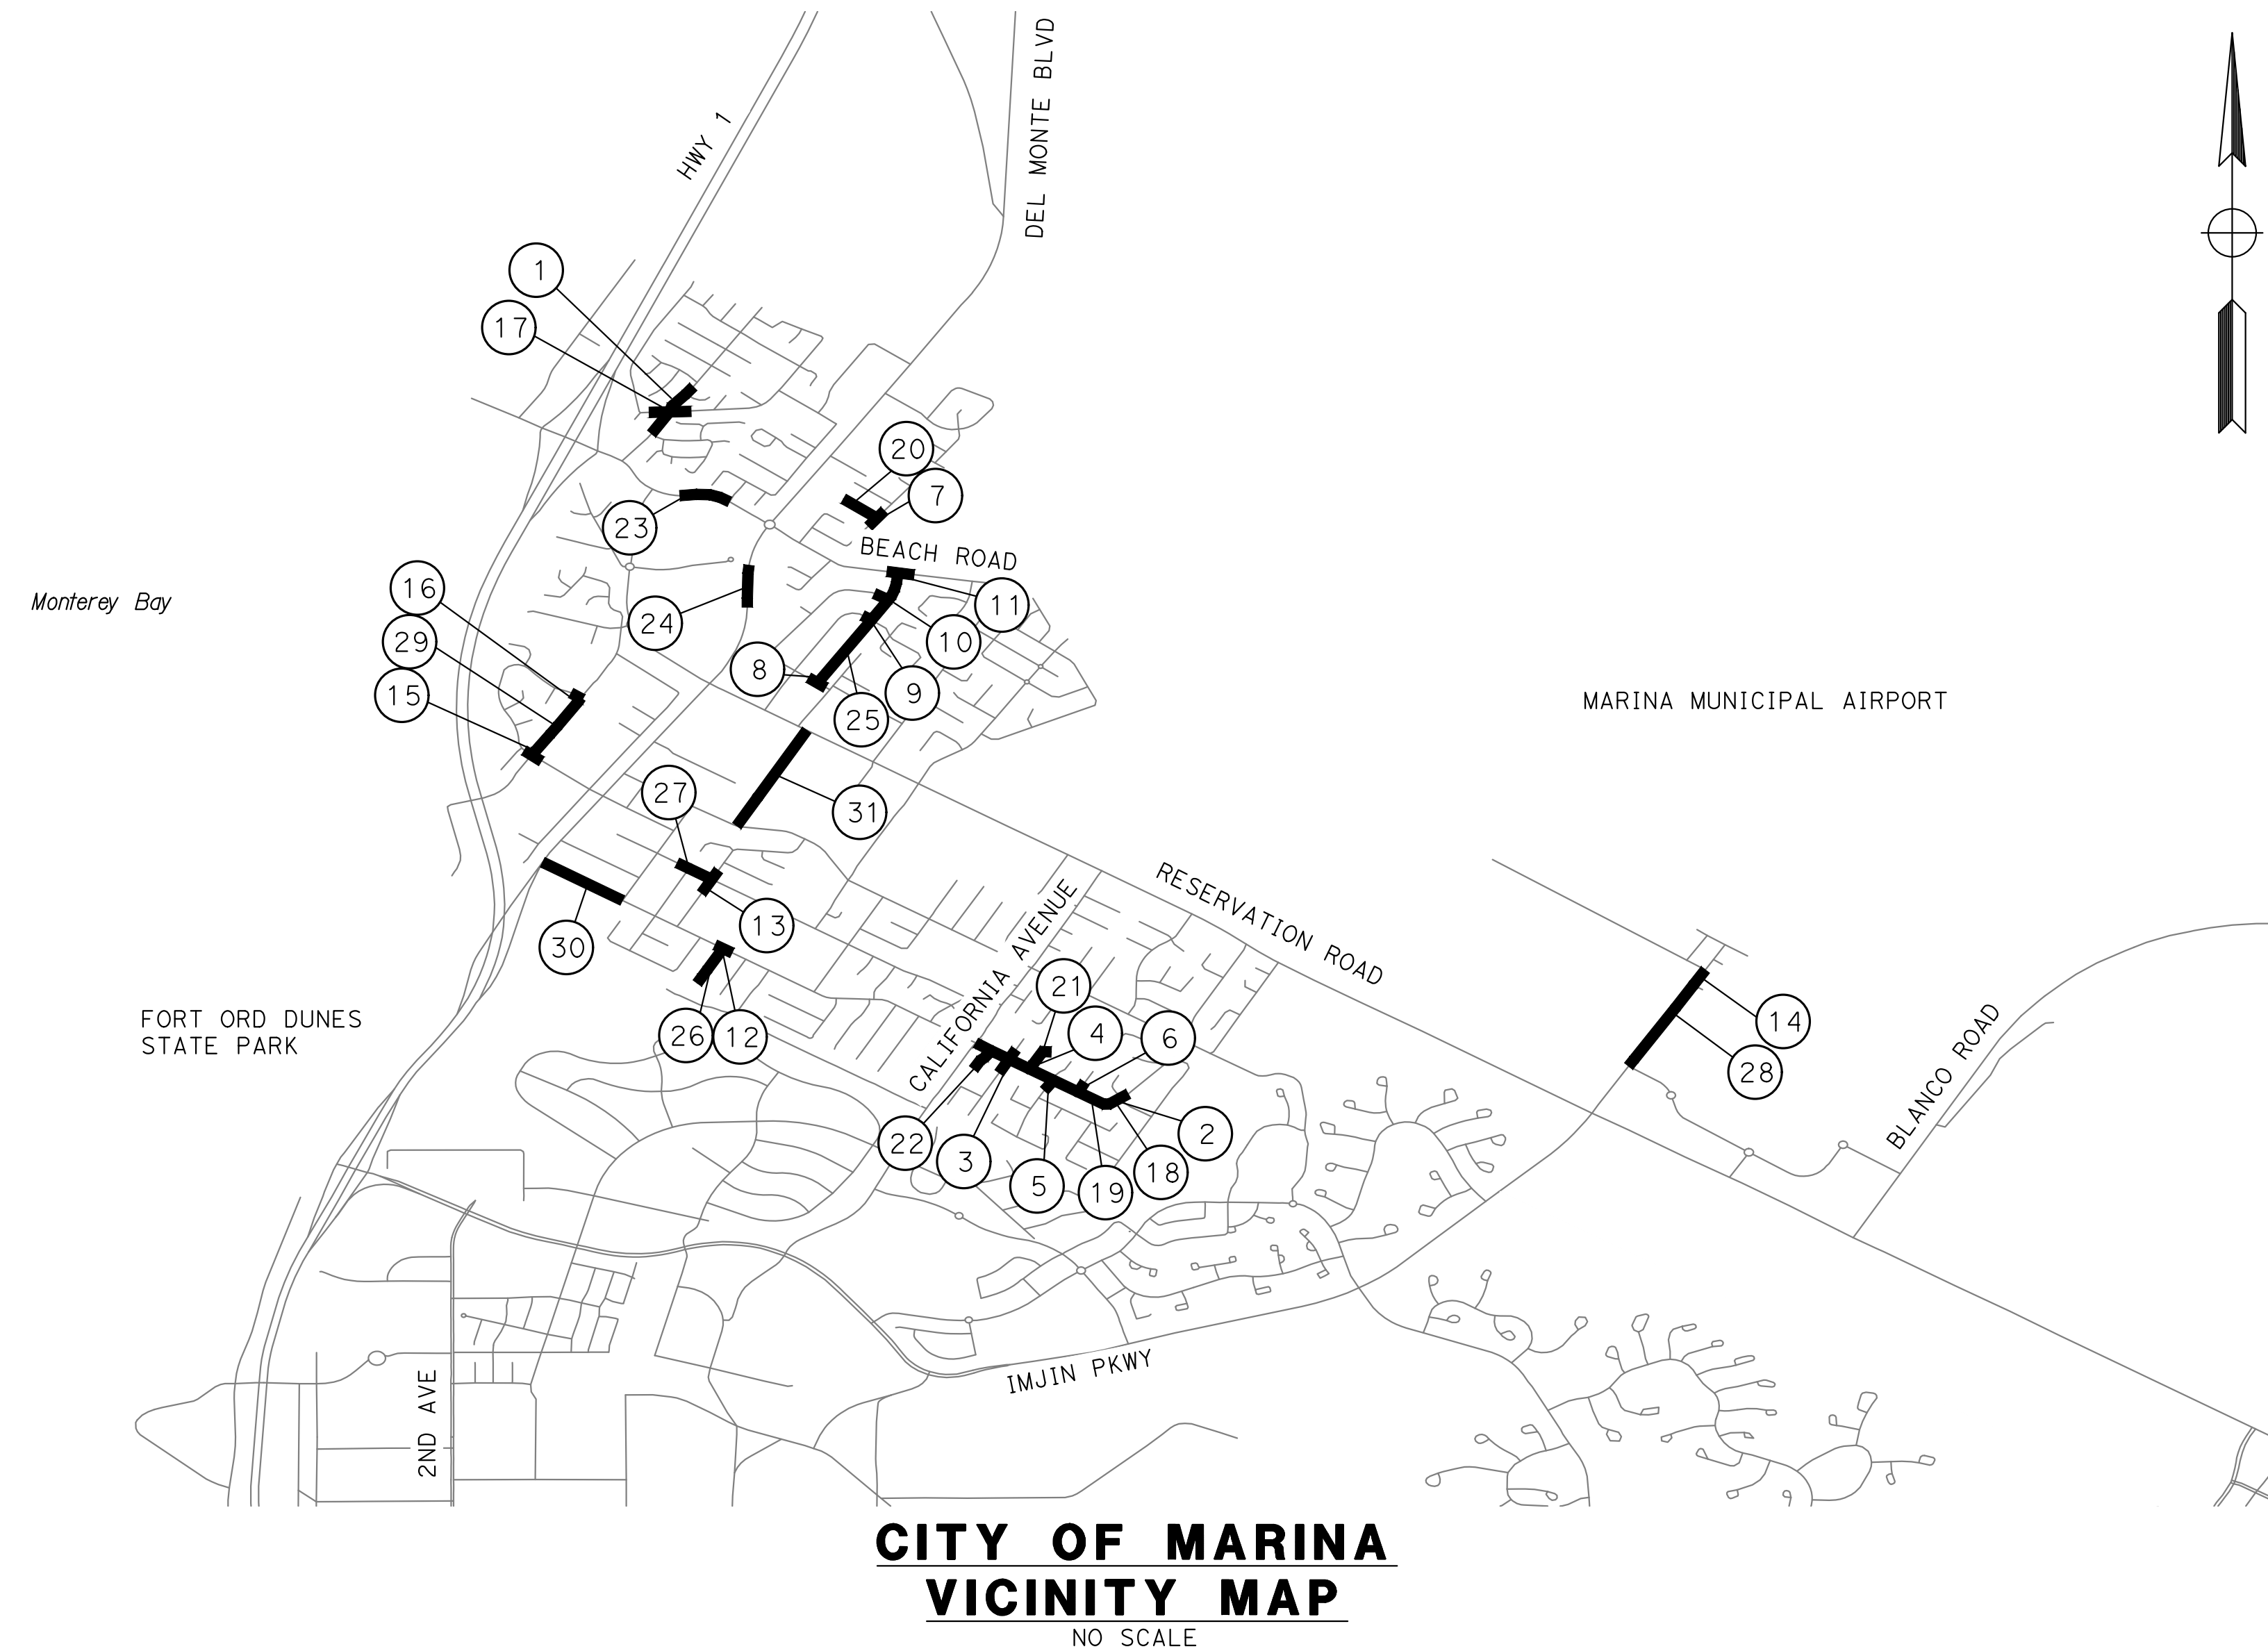 HWY 1
DEL MONTE BLVD
1
17
20
7
23
BEACH ROAD
16
Monterey Bay
11
24
29
10
8
15
9
25
MARINA MUNICIPAL AIRPORT
27
31
RESERVATION ROAD
CALIFORNIA AVENUE
13
30
21
FORT ORD DUNES
STATE PARK
14
26
12
4
6
28
BLANCO ROAD
22
3
2
18
5
19
IMJIN PKWY
2ND AVE
CITY OF MARINA
VICINITY MAP
NO SCALE